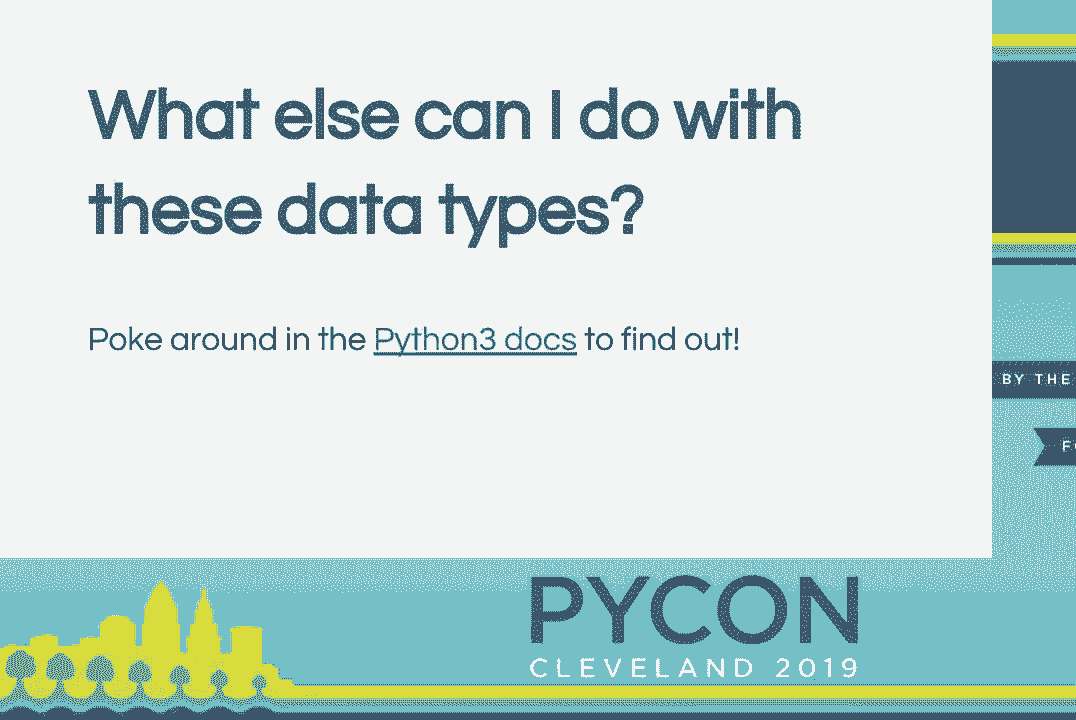 What else can I do with
these data types?
Poke around in the Python3 docs to find out!
BY THE
PYCON
CLEVELAND 2019